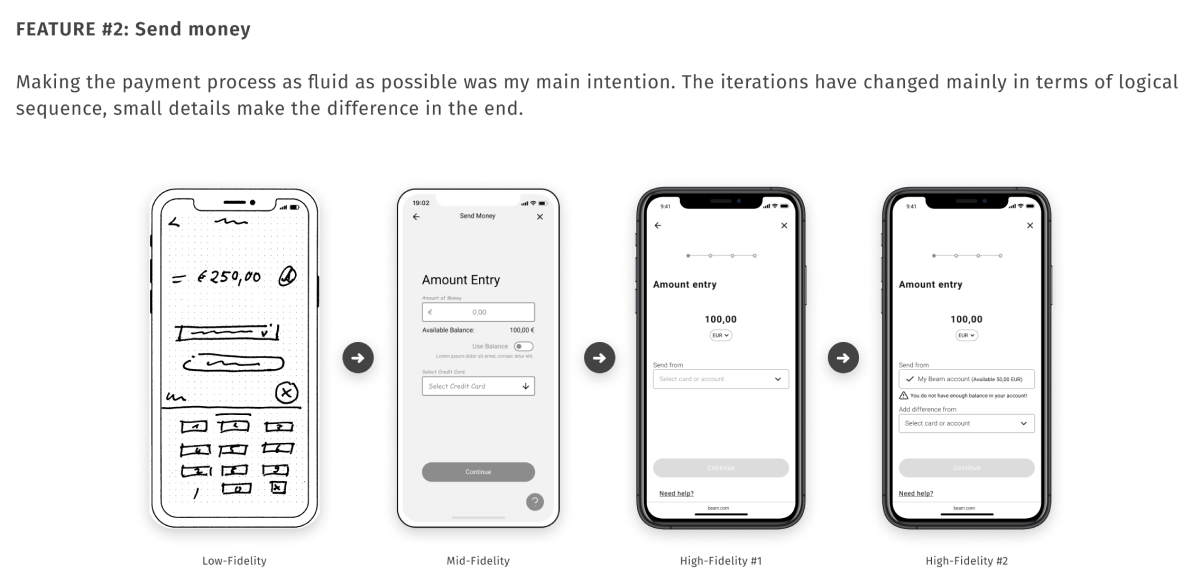 FEATURE #2: Send money
Making the payment process as fluid as possible was my main intention. The iterations have changed mainly in terms of logical
sequence, small details make the difference in the end.
= €250,00
Low-Fidelity
19:02
Send Money
Amount Entry
Amount of Money
€ 0,00
Available Balance: 100,00 €
Use Balance
Lorem ipsum dolor sit amet, consec tetur elit.
Select Credit Card
Select Credit Card
Continue
?
Mid-Fidelity
9:41
Amount entry
100,00
EUR
Send from
Select card or account
Continue
Need help?
beam.com
High-Fidelity #1
9:41
Amount entry
100,00
EUR
Send from
My Beam account (Available 50,00 EUR)
You do not have enough balance in your account!
Add difference from
Select card or account
Continue
Need help?
beam.com
High-Fidelity #2